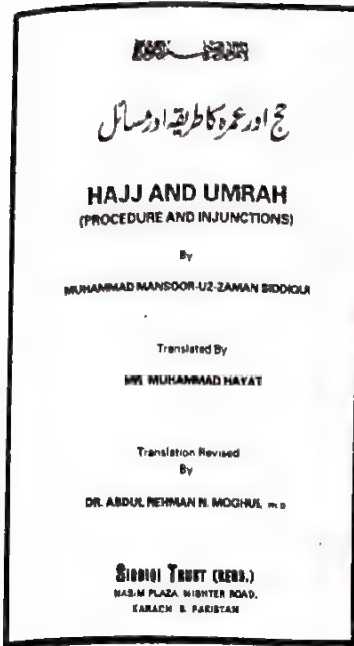 حج اور عمرہ کا طریقہ اور مسائل
HAJJ AND UMRAH
(PROCEDURE AND INJUNCTIONS)
By
MUHAMMAD MANSOOR-UZ-ZAMAN SIDDIQUI
Translated By
MR. MUHAMMAD HAYAT
Translation Revised
By
DR. ABDUL REHMAN N. MOGHUL M.D
SIDDIQI TRUST (REGD.)
NASIM PLAZA, NISHTER ROAD,
KARACHI 5, PAKISTAN